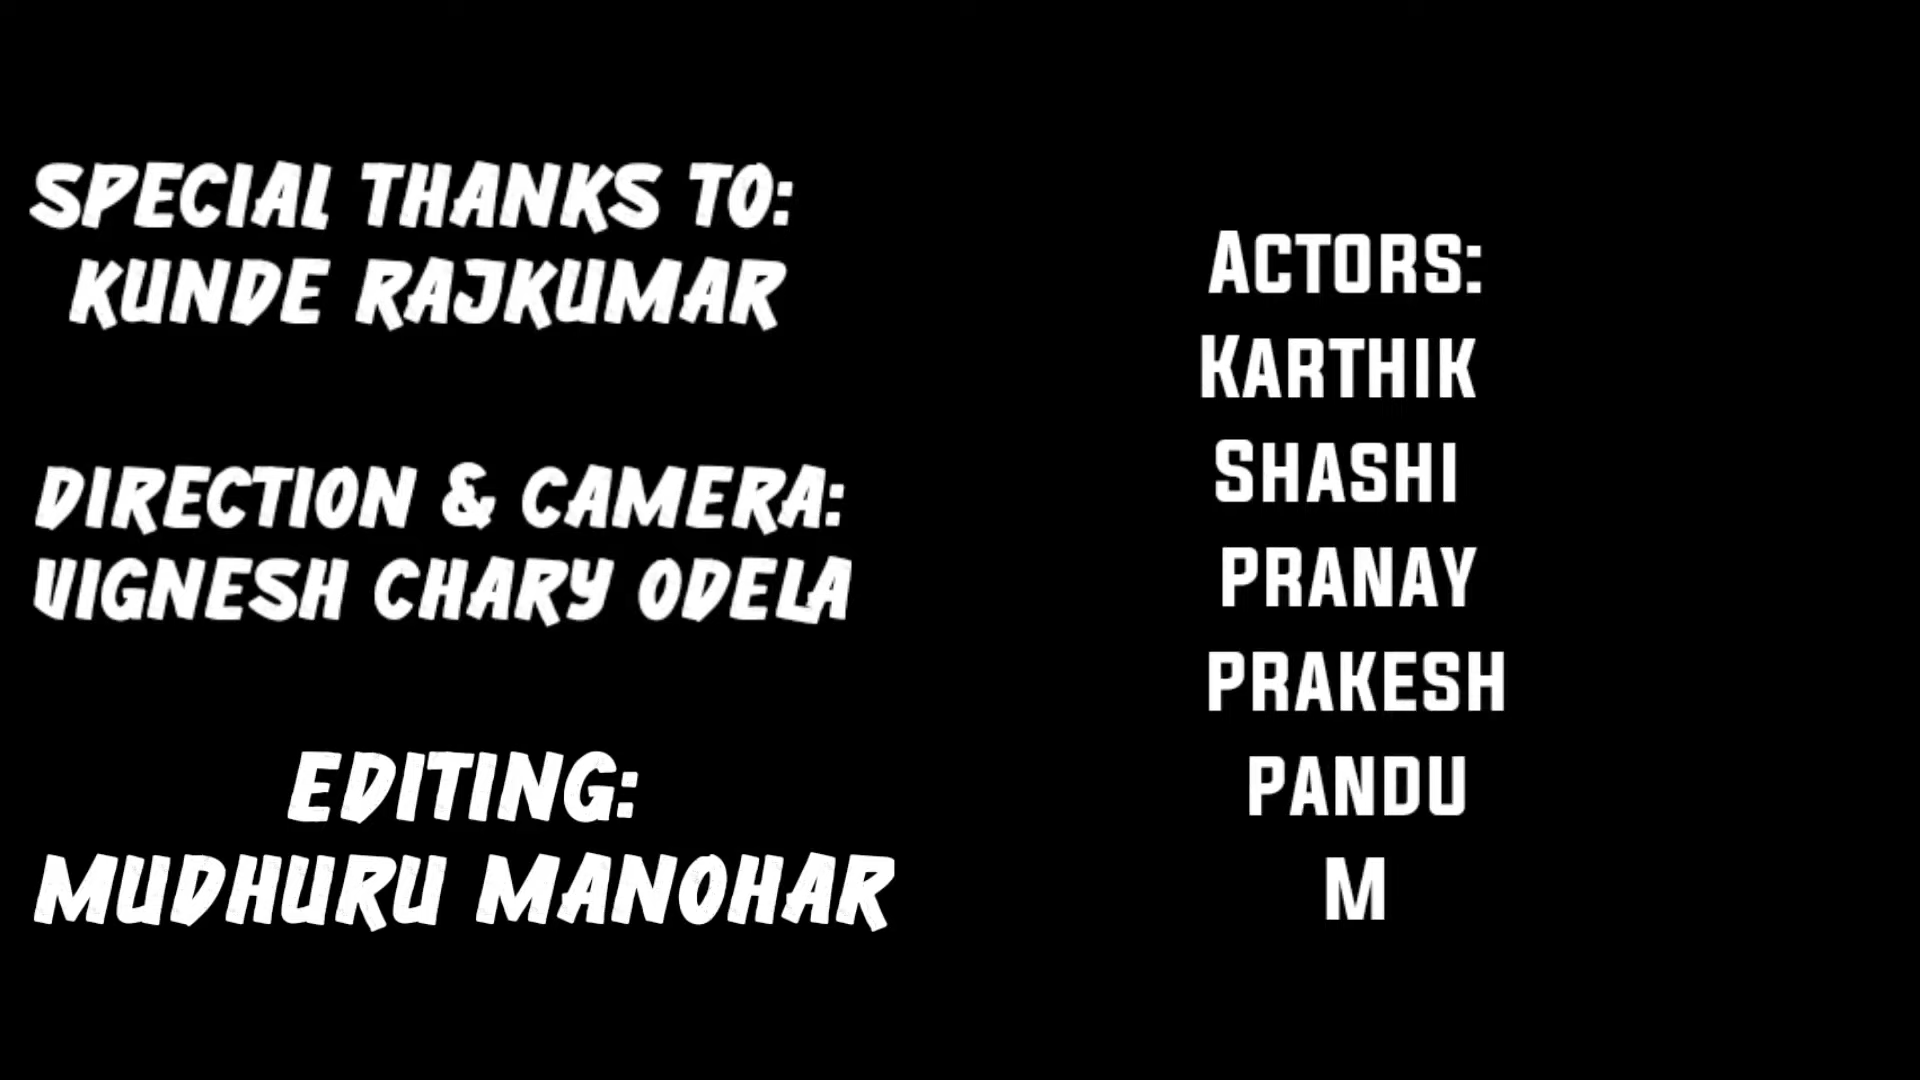 SPECIAL THANKS TO:
KUNDE RAJKUMAR
DIRECTION & CAMERA:
VIGNESH CHARY ODELA
EDITING:
MUDHURU MANOHAR
ACTORS:
KARTHIK
SHASHI
PRANAY
PRAKESH
PANDU
M